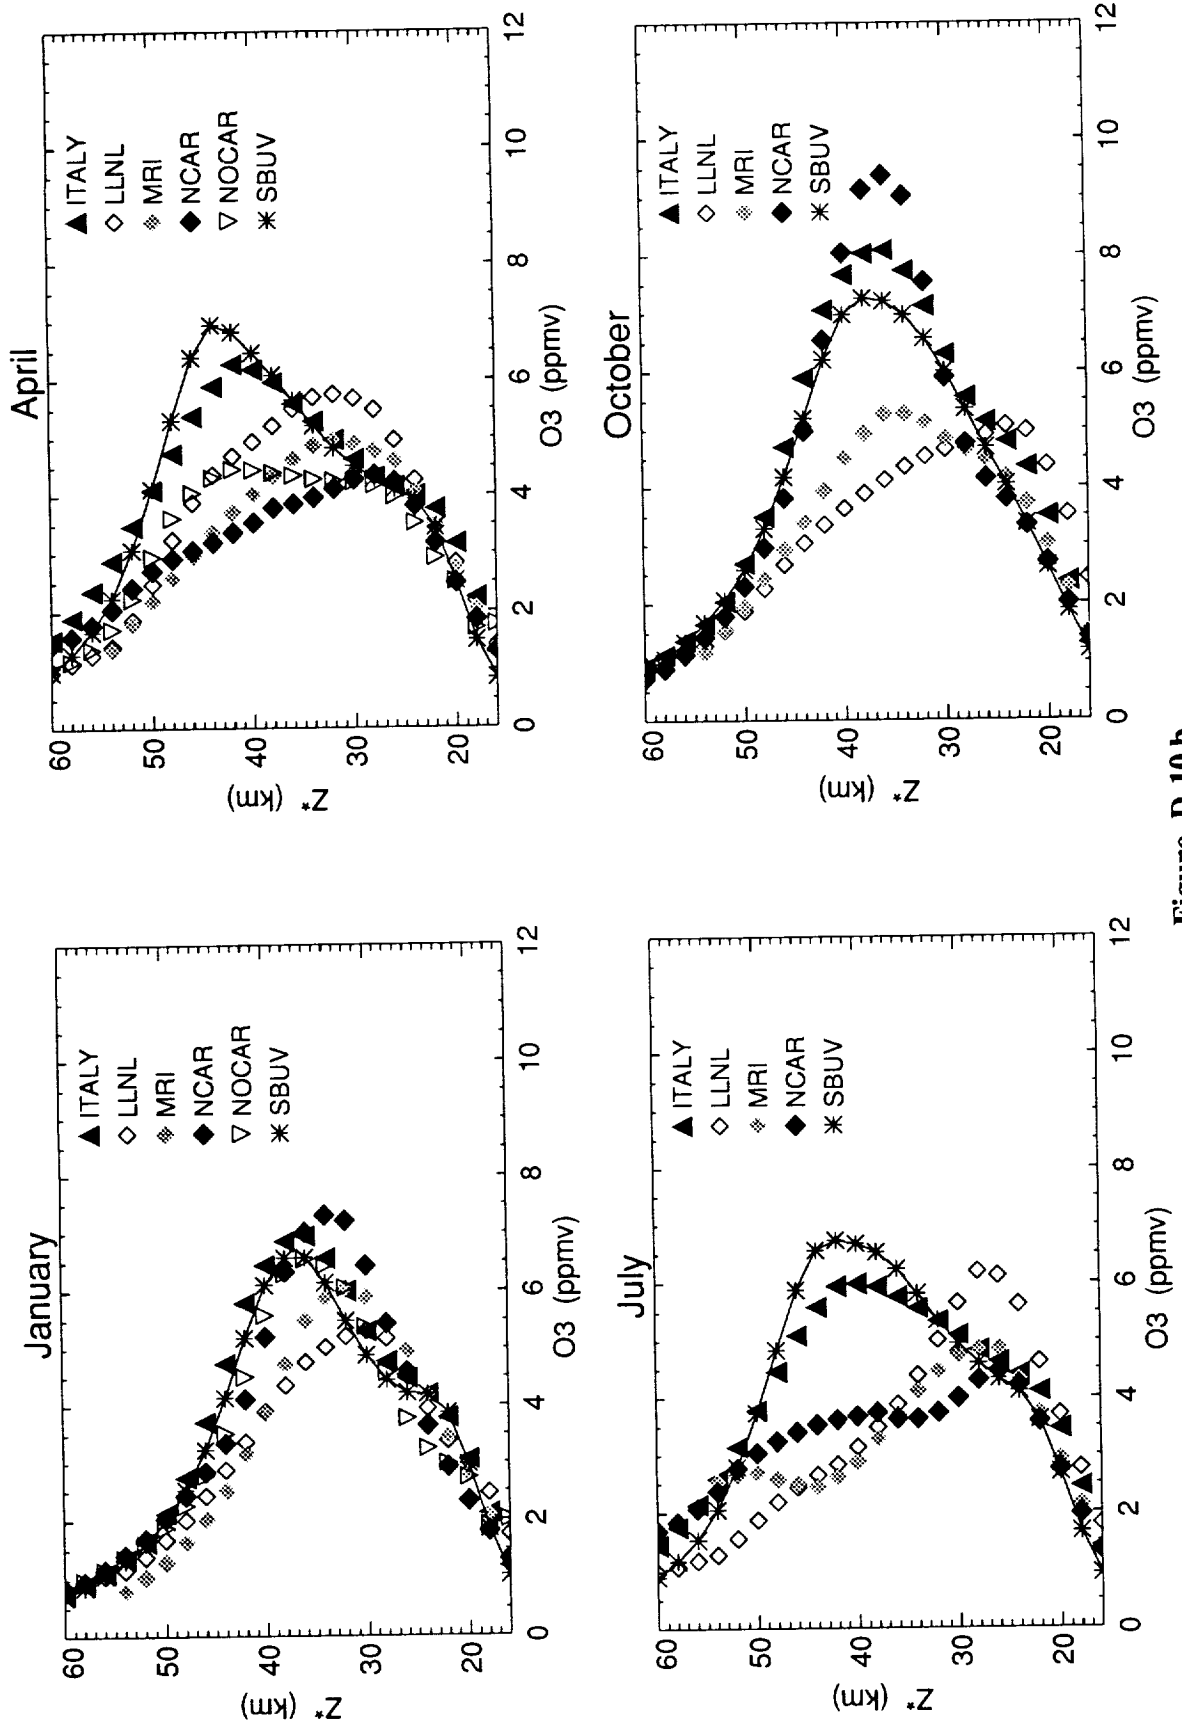 January
ITALY
LLNL
MRI
NCAR
NOCAR
SBUV
60
50
40
30
20
Z* (km)
0 2 4 6 8 10 12
O3 (ppmv)
April
ITALY
LLNL
MRI
NCAR
NOCAR
SBUV
60
50
40
30
20
Z* (km)
0 2 4 6 8 10 12
O3 (ppmv)
July
ITALY
LLNL
MRI
NCAR
SBUV
60
50
40
30
20
Z* (km)
0 2 4 6 8 10 12
O3 (ppmv)
October
ITALY
LLNL
MRI
NCAR
SBUV
60
50
40
30
20
Z* (km)
0 2 4 6 8 10 12
O3 (ppmv)
Figure D.10 b